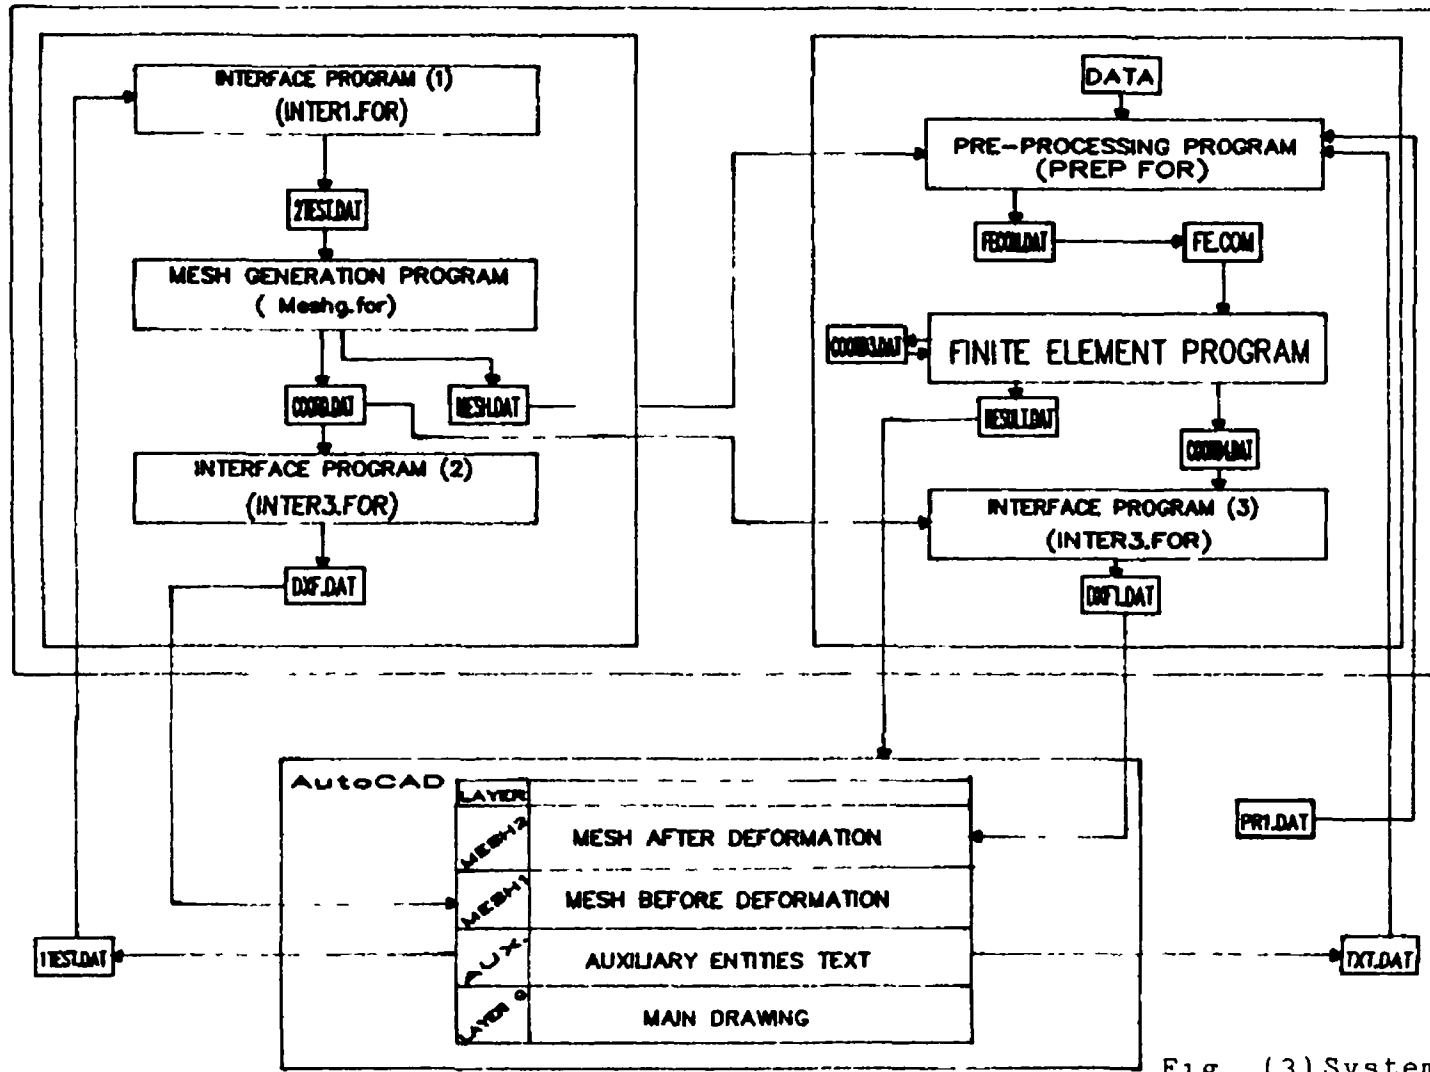 INTERFACE PROGRAM (1)
(INTER1.FOR)
2TEST.DAT
MESH GENERATION PROGRAM
( Meshg.for)
COORD.DAT
MESH.DAT
INTERFACE PROGRAM (2)
(INTER3.FOR)
DXF.DAT
DATA
PRE-PROCESSING PROGRAM
(PREP FOR)
FE.COM
COORD3.DAT
FINITE ELEMENT PROGRAM
RESULT.DAT
COORD4.DAT
INTERFACE PROGRAM (3)
(INTER3.FOR)
DXF1.DAT
AutoCAD
LAYER
MESH2
MESH AFTER DEFORMATION
MESH1
MESH BEFORE DEFORMATION
AUX.
AUXILIARY ENTITIES TEXT
LAYER 0
MAIN DRAWING
1TEST.DAT
PR1.DAT
TXT.DAT
Fig. (3) System